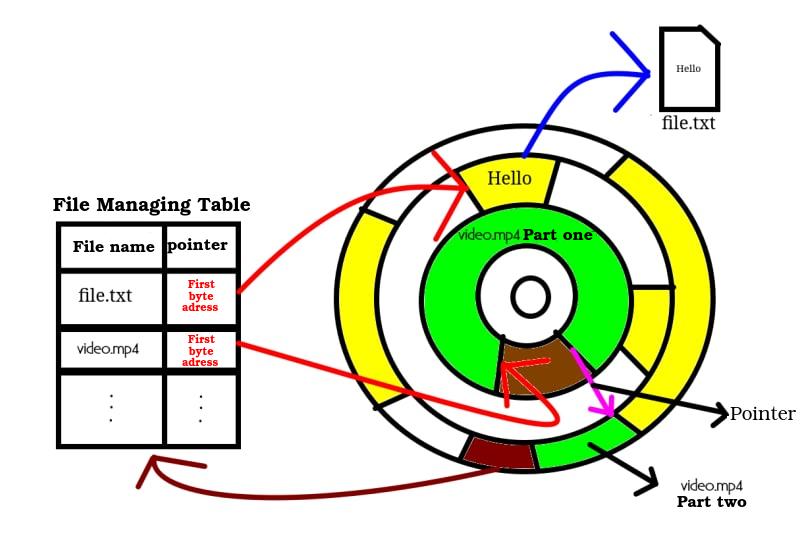 Hello
file.txt
Hello
File Managing Table
File name pointer
file.txt
First
byte
adress
video.mp4 Part one
video.mp4
First
byte
adress
Pointer
video.mp4
Part two